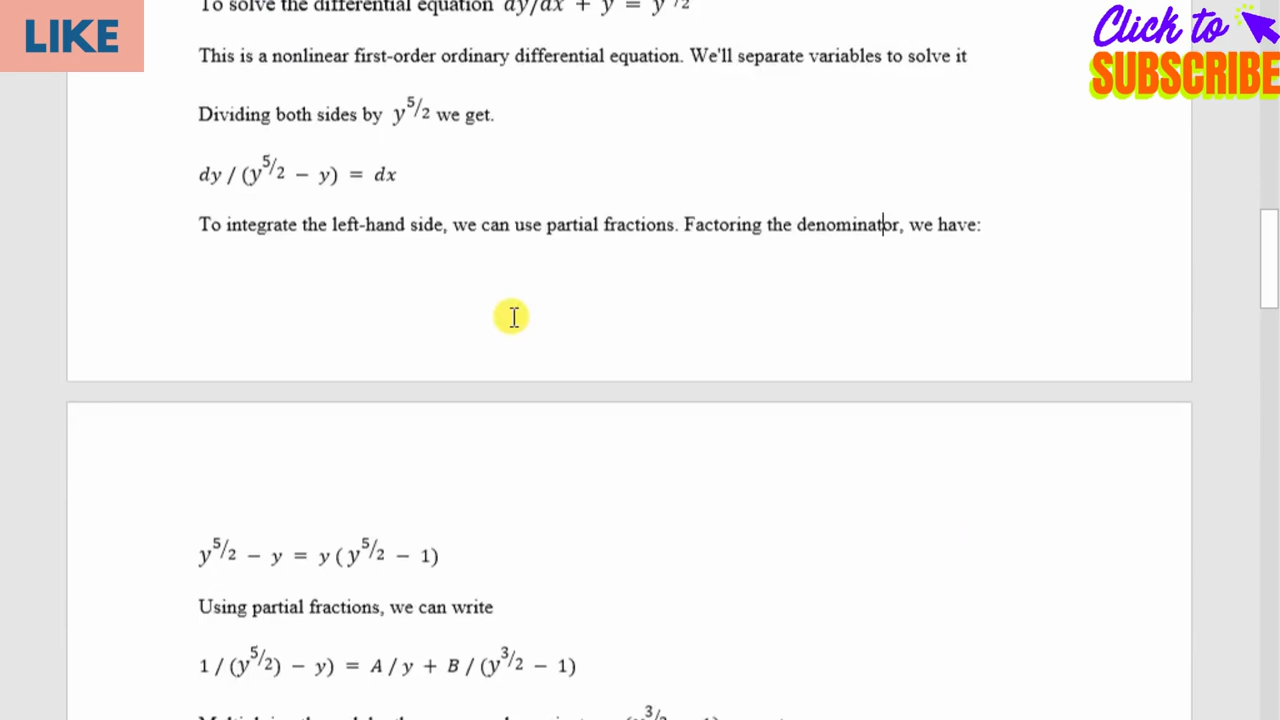 LIKE
Click to
SUBSCRIBE
To solve the differential equation dy/dx + y = y^5/2
This is a nonlinear first-order ordinary differential equation. We'll separate variables to solve it
Dividing both sides by y^5/2 we get.
dy / (y^5/2 − y) = dx
To integrate the left-hand side, we can use partial fractions. Factoring the denominator, we have:
y^5/2 − y = y(y^5/2 − 1)
Using partial fractions, we can write
1/(y^5/2) − y) = A/y + B/(y^3/2 − 1)